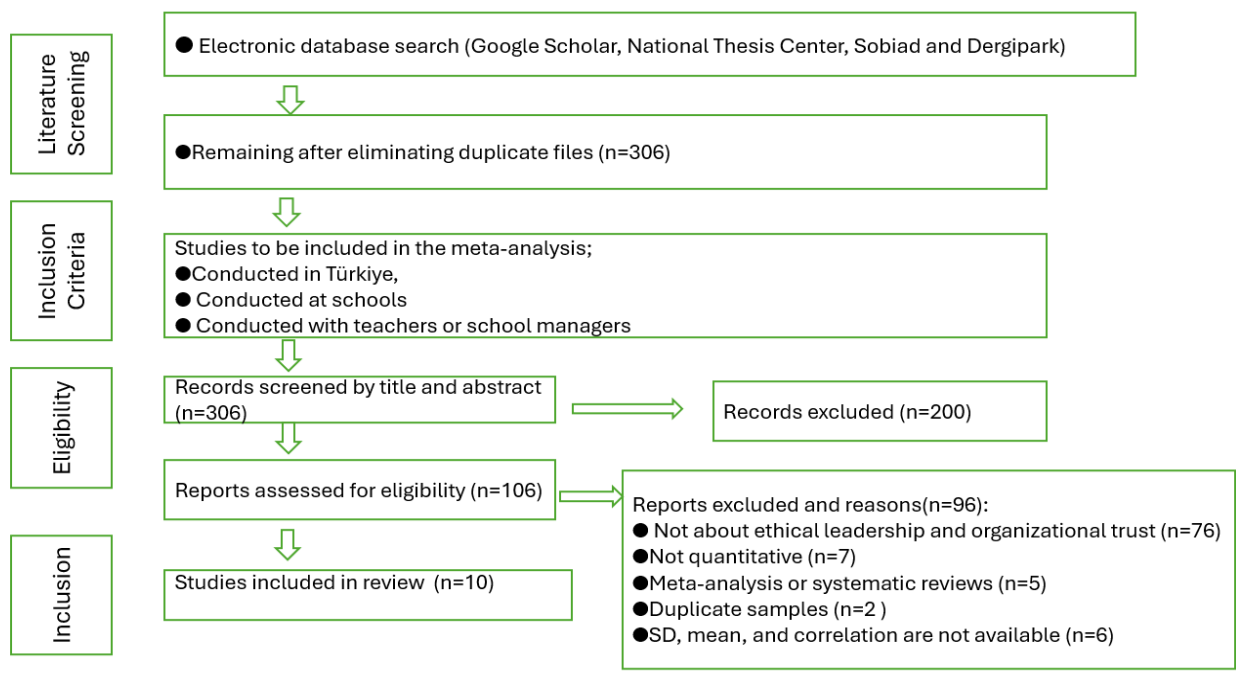 Literature
Screening
● Electronic database search (Google Scholar, National Thesis Center, Sobiad and Dergipark)
●Remaining after eliminating duplicate files (n=306)
Inclusion
Criteria
Studies to be included in the meta-analysis;
●Conducted in Türkiye,
● Conducted at schools
● Conducted with teachers or school managers
Eligibility
Records screened by title and abstract
(n=306)
Records excluded (n=200)
Reports assessed for eligibility (n=106)
Reports excluded and reasons(n=96):
● Not about ethical leadership and organizational trust (n=76)
●Not quantitative (n=7)
●Meta-analysis or systematic reviews (n=5)
●Duplicate samples (n=2 )
●SD, mean, and correlation are not available (n=6)
Inclusion
Studies included in review (n=10)